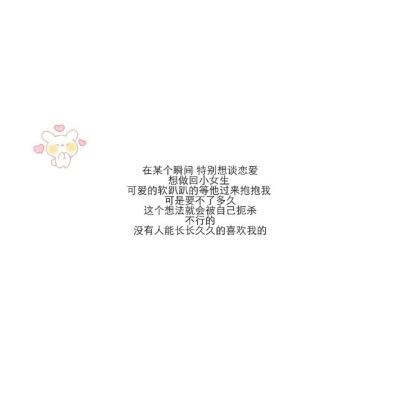 在某个瞬间 特别想谈恋爱
想做回小女生
可爱的软趴趴的等他过来抱抱我
可是要不了多久
这个想法就会被自己扼杀
不行的
没有人能长长久久的喜欢我的